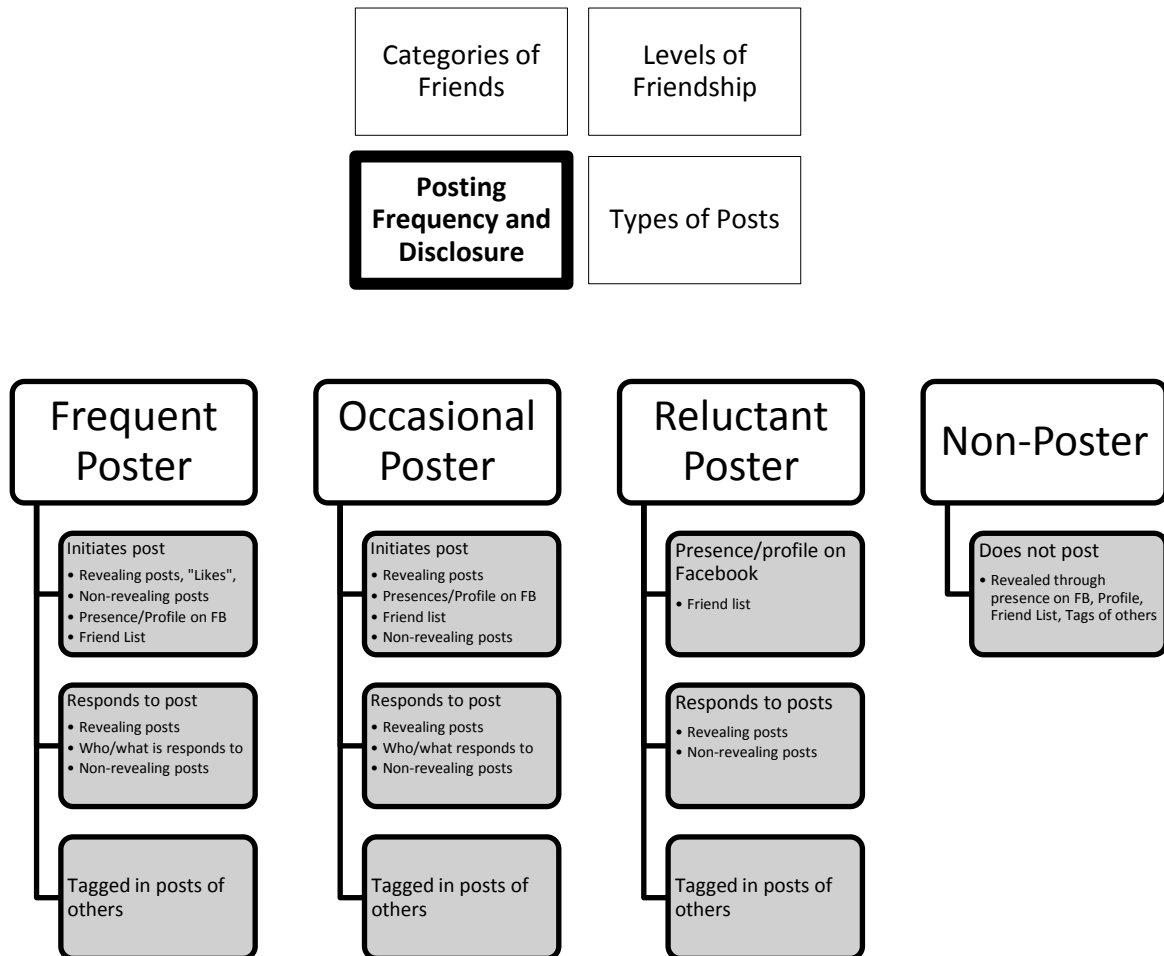 Categories of
Friends
Levels of
Friendship
Posting
Frequency and
Disclosure
Types of Posts
Frequent
Poster
Initiates post
• Revealing posts, "Likes",
• Non-revealing posts
• Presence/Profile on FB
• Friend List
Responds to post
• Revealing posts
• Who/what is responds to
• Non-revealing posts
Tagged in posts of
others
Occasional
Poster
Initiates post
• Revealing posts
• Presences/Profile on FB
• Friend list
• Non-revealing posts
Responds to post
• Revealing posts
• Who/what responds to
• Non-revealing posts
Tagged in posts of
others
Reluctant
Poster
Presence/profile on
Facebook
• Friend list
Responds to posts
• Revealing posts
• Non-revealing posts
Tagged in posts of
others
Non-Poster
Does not post
• Revealed through
presence on FB, Profile,
Friend List, Tags of others